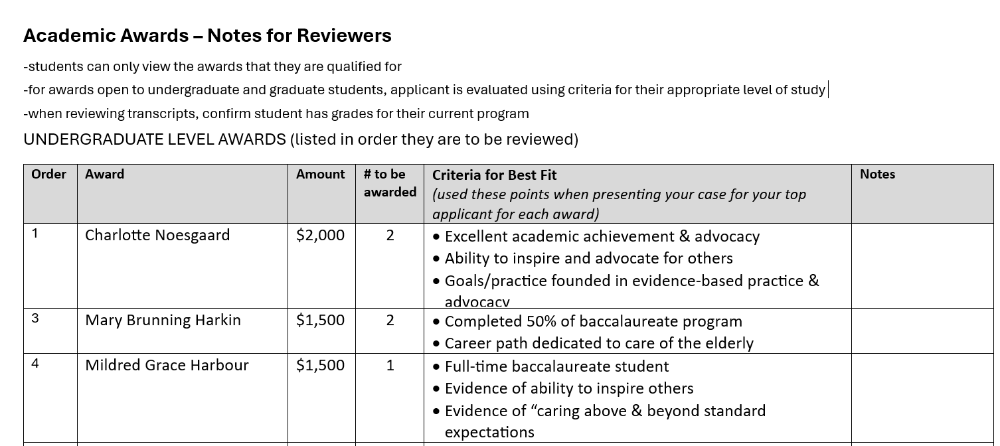 Academic Awards – Notes for Reviewers
-students can only view the awards that they are qualified for
-for awards open to undergraduate and graduate students, applicant is evaluated using criteria for their appropriate level of study
-when reviewing transcripts, confirm student has grades for their current program
UNDERGRADUATE LEVEL AWARDS (listed in order they are to be reviewed)
Order Award Amount # to be awarded Criteria for Best Fit Notes
(used these points when presenting your case for your top
applicant for each award)
1 Charlotte Noesgaard $2,000 2 • Excellent academic achievement & advocacy
• Ability to inspire and advocate for others
• Goals/practice founded in evidence-based practice &
advocacy
3 Mary Brunning Harkin $1,500 2 • Completed 50% of baccalaureate program
• Career path dedicated to care of the elderly
4 Mildred Grace Harbour $1,500 1 • Full-time baccalaureate student
• Evidence of ability to inspire others
• Evidence of “caring above & beyond standard
expectations